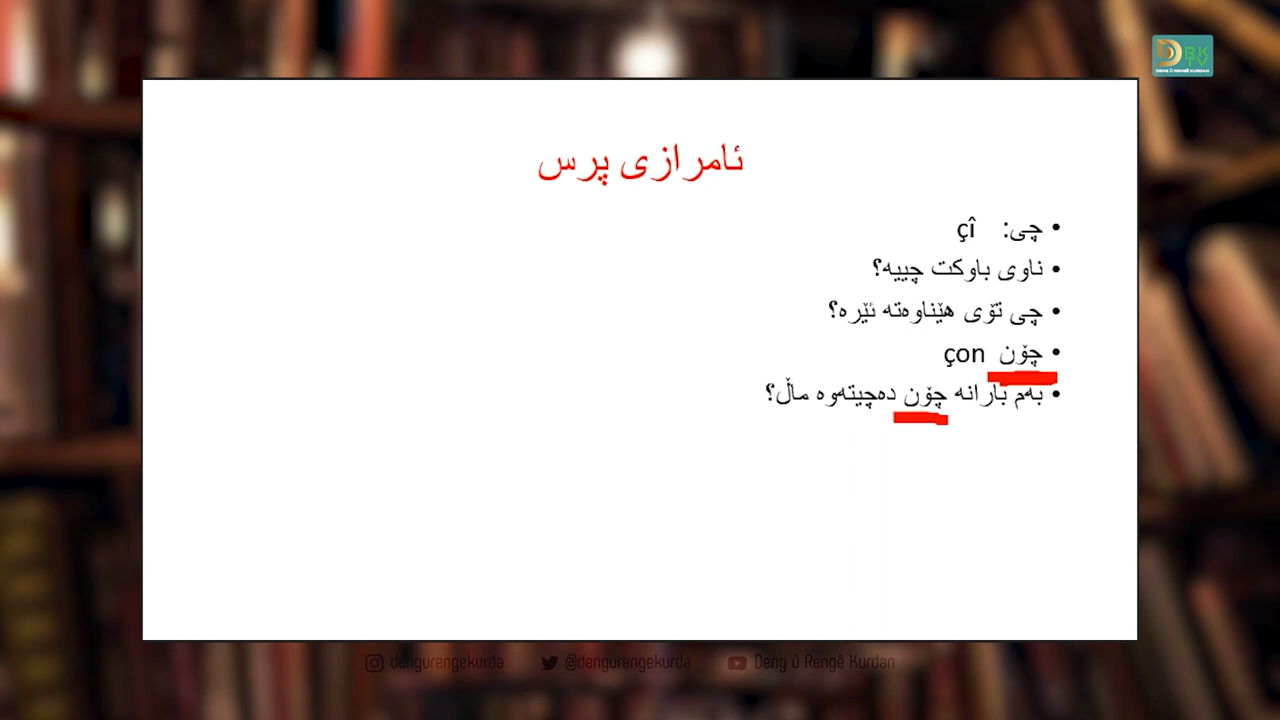 DRK TV
DENG Û RENGÊ KURDAN
ئامرازی پرس
• چی: çî
• ناوی باوکت چییە؟
• چی تۆی هێناوەتە ئێرە؟
• چۆن çon
• بەم بارانە چۆن دەچیتەوە ماڵ؟
dengurengekurda @dengurengekurda Deng û Rengê Kurdan